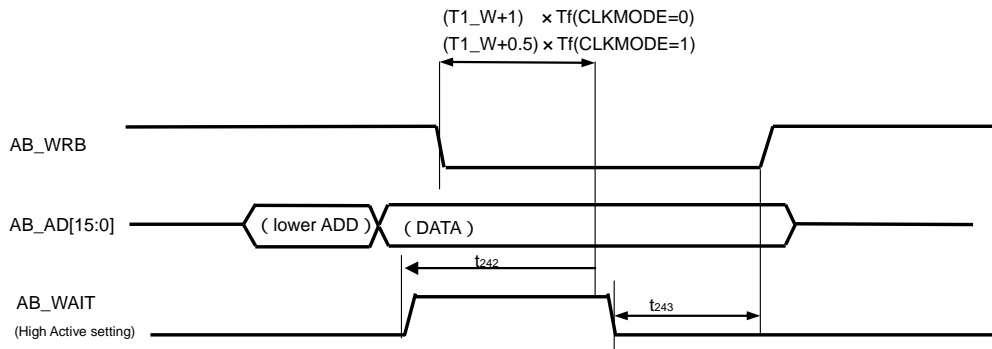 (T1_W+1) × Tf(CLKMODE=0)
(T1_W+0.5) × Tf(CLKMODE=1)
AB_WRB
AB_AD[15:0]
( lower ADD )
( DATA )
t242
AB_WAIT
t243
(High Active setting)